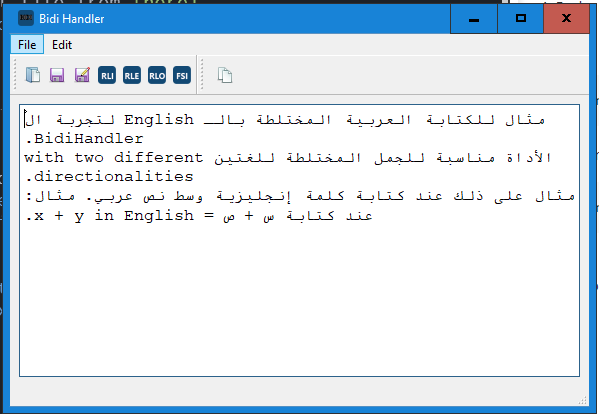 Bidi Handler
File Edit
RLI RLE RLO FSI
مثال للكتابة العربية المختلطة بالـ English لتجربة ال
BidiHandler.
الأداة مناسبة للجمل المختلطة للغتين with two different
directionalities.
مثال على ذلك عند كتابة كلمة إنجليزية وسط نص عربي. مثال:
عند كتابة س + ص = x + y in English.